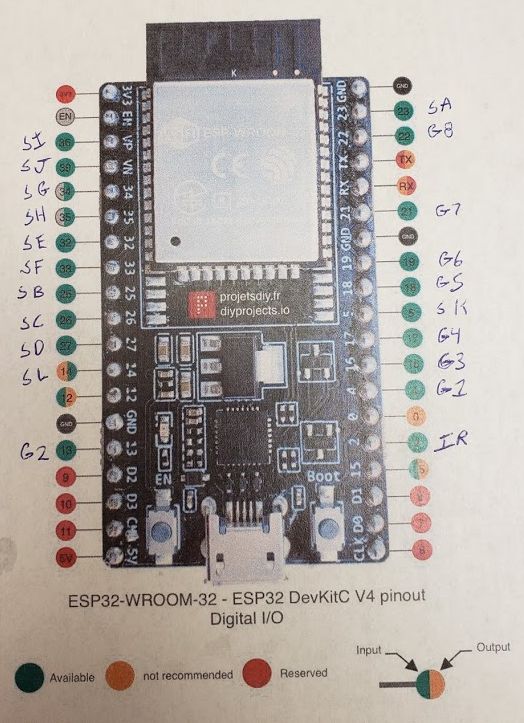 K
3V3 3V3 GND GND
EN EN 23 23 SA
SI 36 VP 22 22 G8
SJ 39 VN TX TX
SG 34 34 RX RX
SH 35 35 21 21 G7
SE 32 32 GND GND
SF 33 33 19 19 G6
SB 25 25 18 18 G5
SC 26 26 5 5 SK
SD 27 27 17 17 G4
SL 14 14 16 16 G3
12 12 4 4 G1
GND GND 0 0
G2 13 13 2 2 IR
9 D2 15 15
10 D3 D1
11 D0 7
5V 5V CLK
ESP-WROOM-
CE
projetsdiy.fr
diyprojects.io
EN Boot
ESP32-WROOM-32 - ESP32 DevKitC V4 pinout
Digital I/O
Input Output
Available not recommended Reserved